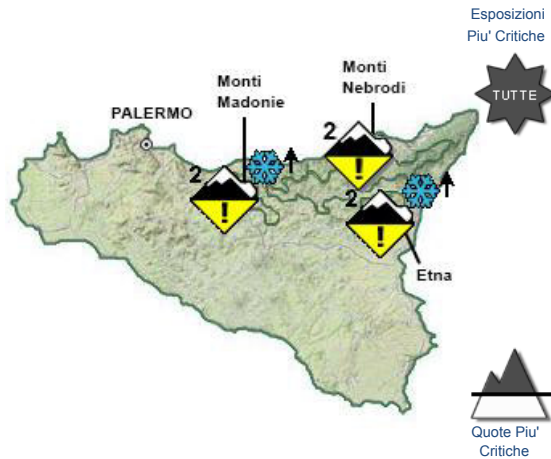 Esposizioni
Piu' Critiche
TUTTE
Monti
Nebrodi
Monti
Madonie
PALERMO
2
2
2
!
!
!
Etna
Quote Piu'
Critiche